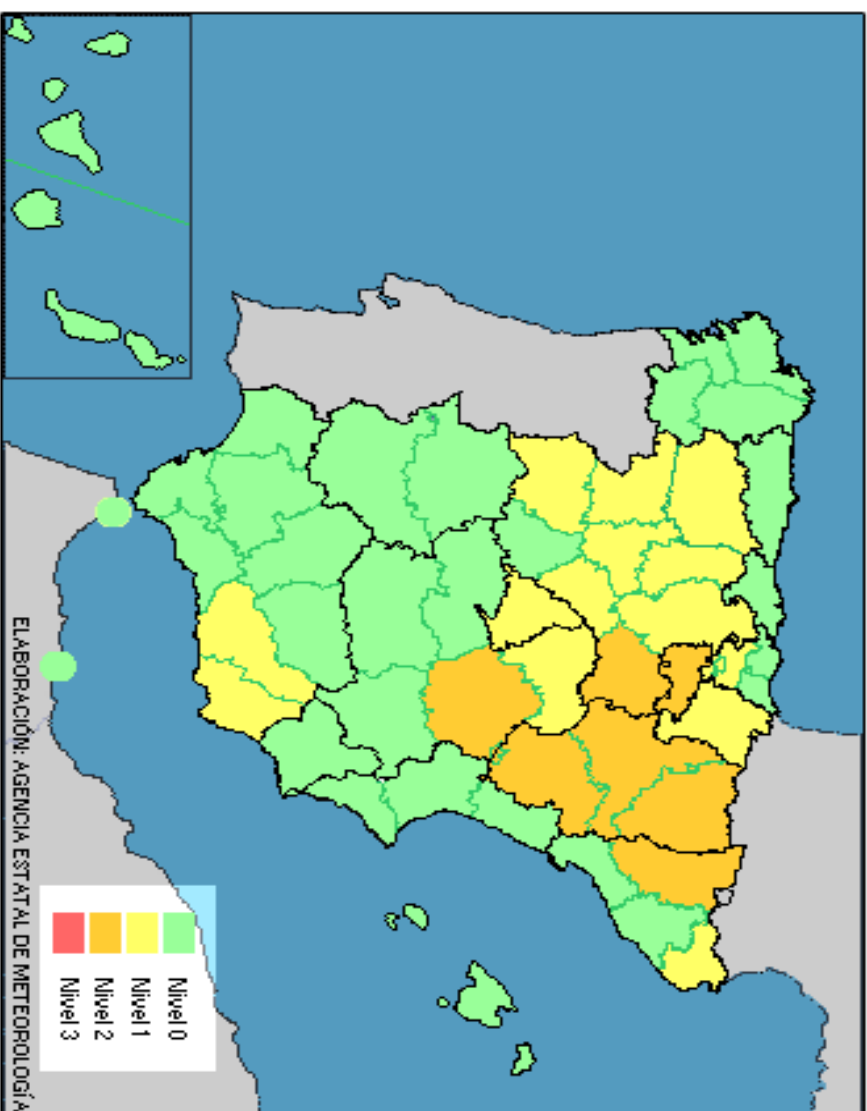 Nivel 0
Nivel 1
Nivel 2
Nivel 3
ELABORACIÓN: AGENCIA ESTATAL DE METEOROLOGÍA